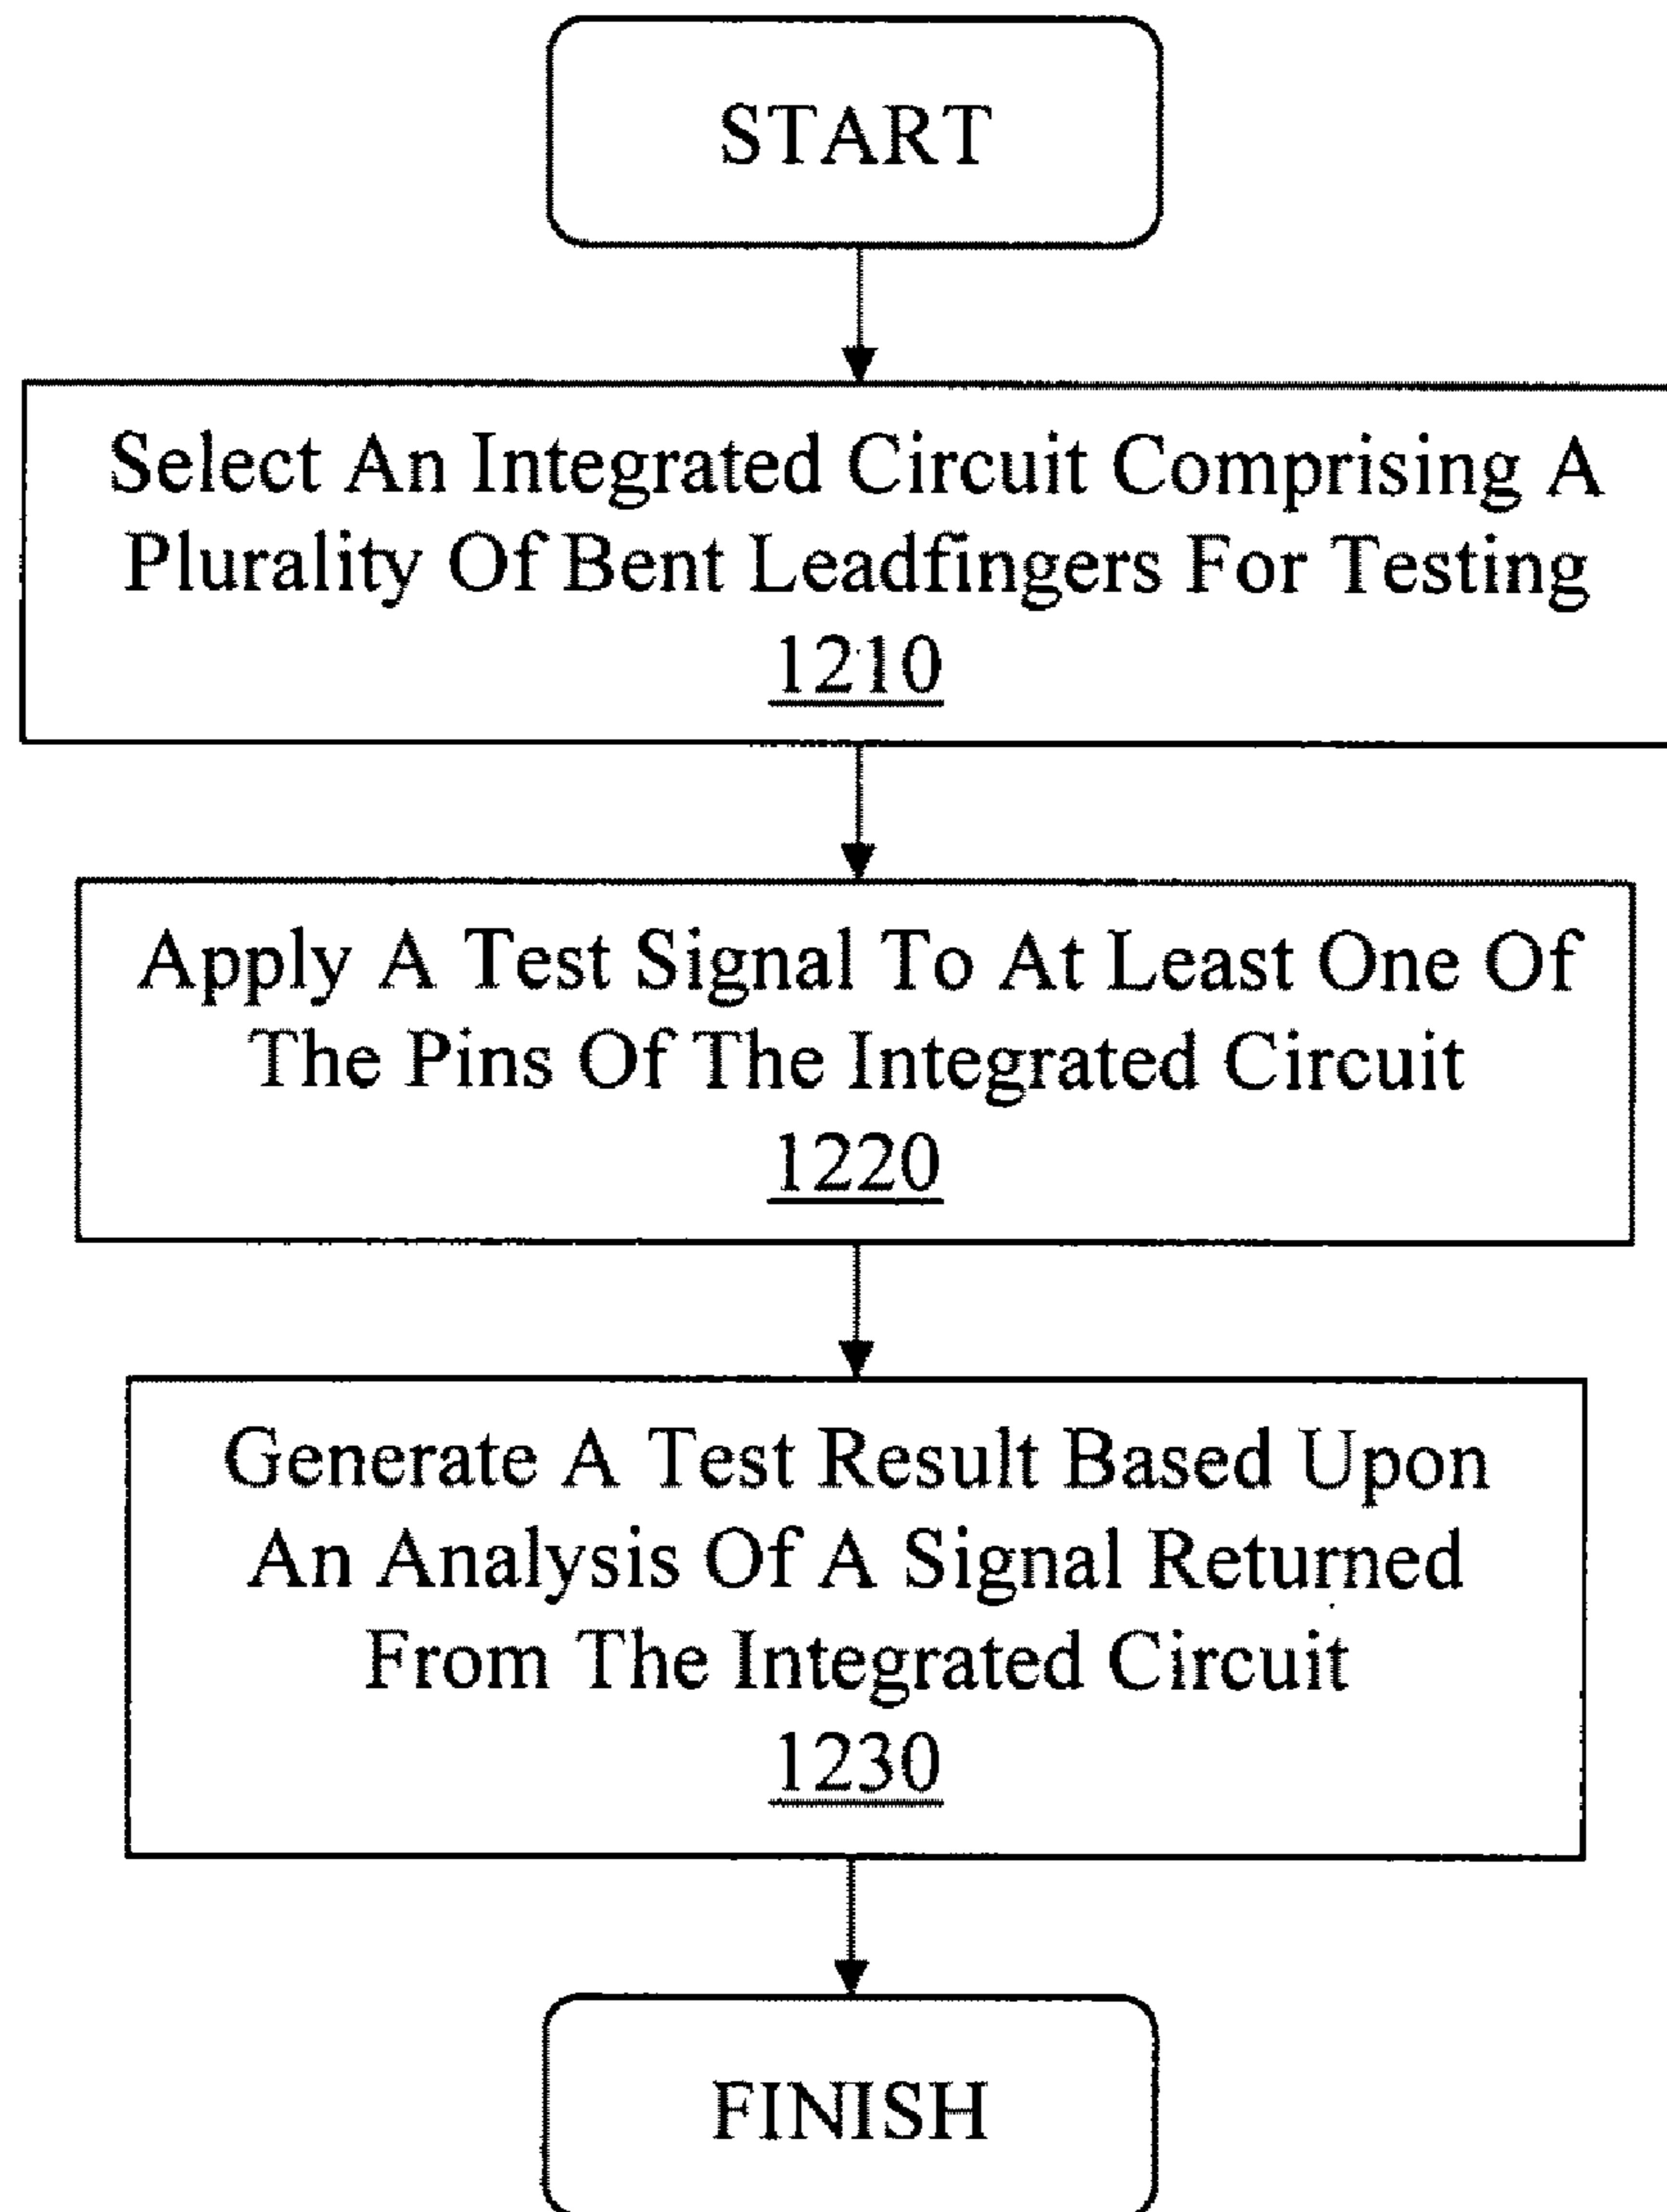 START
Select An Integrated Circuit Comprising A
Plurality Of Bent Leadfingers For Testing
1210
Apply A Test Signal To At Least One Of
The Pins Of The Integrated Circuit
1220
Generate A Test Result Based Upon
An Analysis Of A Signal Returned
From The Integrated Circuit
1230
FINISH